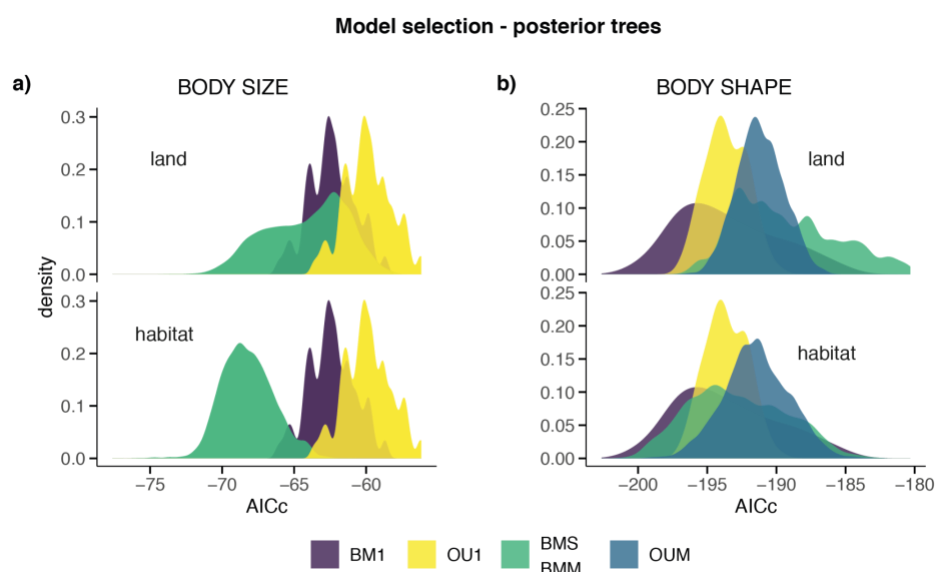 Model selection - posterior trees
a)
BODY SIZE
0.3
land
0.2
0.1
0.0
density
0.3
habitat
0.2
0.1
0.0
−75
−70
−65
−60
AICc
b)
BODY SHAPE
0.25
0.20
land
0.15
0.10
0.05
0.00
0.25
0.20
habitat
0.15
0.10
0.05
0.00
−200
−195
−190
−185
−180
AICc
BM1
OU1
BMS
BMM
OUM